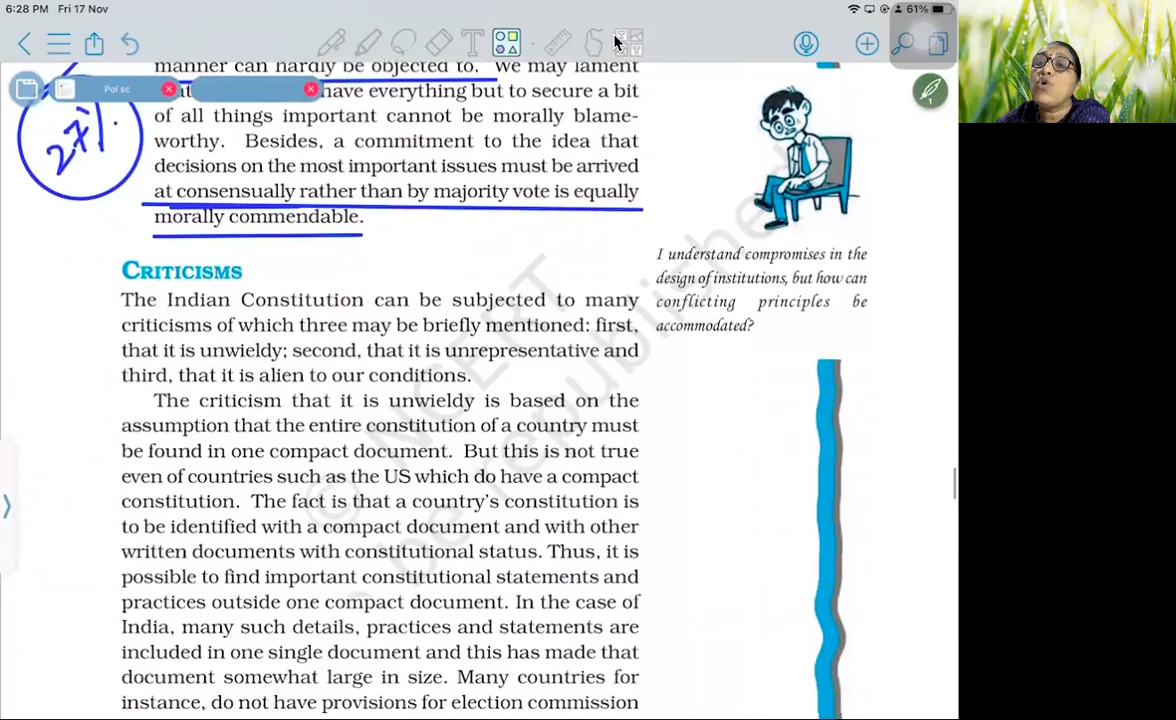 6:28 PM Fri 17 Nov
61%
manner can hardly be objected to. We may lament
Pol sc
have everything but to secure a bit
of all things important cannot be morally blame-
worthy. Besides, a commitment to the idea that
decisions on the most important issues must be arrived
at consensually rather than by majority vote is equally
morally commendable.
27%
CRITICISMS
The Indian Constitution can be subjected to many
criticisms of which three may be briefly mentioned: first,
that it is unwieldy; second, that it is unrepresentative and
third, that it is alien to our conditions.
The criticism that it is unwieldy is based on the
assumption that the entire constitution of a country must
be found in one compact document. But this is not true
even of countries such as the US which do have a compact
constitution. The fact is that a country's constitution is
to be identified with a compact document and with other
written documents with constitutional status. Thus, it is
possible to find important constitutional statements and
practices outside one compact document. In the case of
India, many such details, practices and statements are
included in one single document and this has made that
document somewhat large in size. Many countries for
instance, do not have provisions for election commission
I understand compromises in the
design of institutions, but how can
conflicting principles be
accommodated?
© NCERT
be republished
1